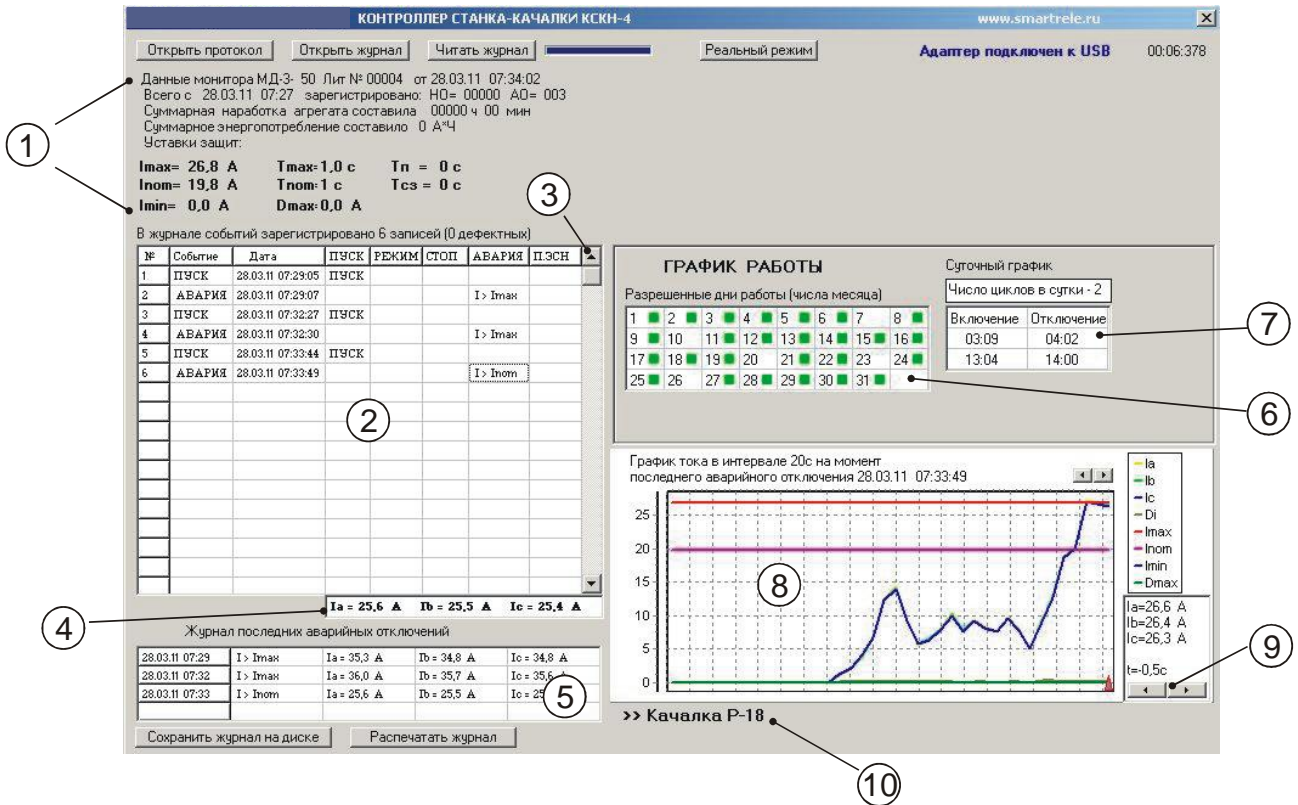 КОНТРОЛЛЕР СТАНКА-КАЧАЛКИ КСКН-4 www.smartrele.ru
Открыть протокол Открыть журнал Читать журнал Реальный режим Адаптер подключен к USB 00:06:378
Данные монитора МД-3- 50 Лит № 00004 от 28.03.11 07:34:02
Всего с 28.03.11 07:27 зарегистрировано: НО= 00000 АО= 003
Суммарная наработка агрегата составила 00000 ч 00 мин
Суммарное энергопотребление составило 0 А*Ч
Уставки защит:
1
Imax= 26,8 А Tmax=1,0 с Тп = 0 с
Inom= 19,8 А Tnom=1 с Тсз = 0 с
Imin= 0,0 А Dmax=0,0 А
3
В журнале событий зарегистрировано 6 записей (0 дефектных)
№ Событие Дата ПУСК РЕЖИМ СТОП АВАРИЯ П.ЭСН
1 ПУСК 28.03.11 07:29:05 ПУСК
2 АВАРИЯ 28.03.11 07:29:07 I > Imax
3 ПУСК 28.03.11 07:32:27 ПУСК
4 АВАРИЯ 28.03.11 07:32:30 I > Imax
5 ПУСК 28.03.11 07:33:44 ПУСК
6 АВАРИЯ 28.03.11 07:33:49 I > Inom
2
Ia = 25,6 А Ib = 25,5 А Ic = 25,4 А
4
Журнал последних аварийных отключений
28.03.11 07:29 I > Imax Ia = 35,3 А Ib = 34,8 А Ic = 34,8 А
28.03.11 07:32 I > Imax Ia = 36,0 А Ib = 35,7 А Ic = 35,6 А
28.03.11 07:33 I > Inom Ia = 25,6 А Ib = 25,5 А Ic =
5
Сохранить журнал на диске Распечатать журнал
ГРАФИК РАБОТЫ
Разрешенные дни работы (числа месяца)
1 2 3 4 5 6 7 8
9 10 11 12 13 14 15 16
17 18 19 20 21 22 23 24
25 26 27 28 29 30 31
6
Суточный график
Число циклов в сутки - 2
Включение Отключение
03:09 04:02
13:04 14:00
7
График тока в интервале 20с на момент
последнего аварийного отключения 28.03.11 07:33:49
25
20
15
10
5
0
8
Ia
Ib
Ic
Di
Imax
Inom
Imin
Dmax
Ia=26,6 А
Ib=26,4 А
Ic=26,3 А
t=-0,5с
9
>> Качалка Р-18
10